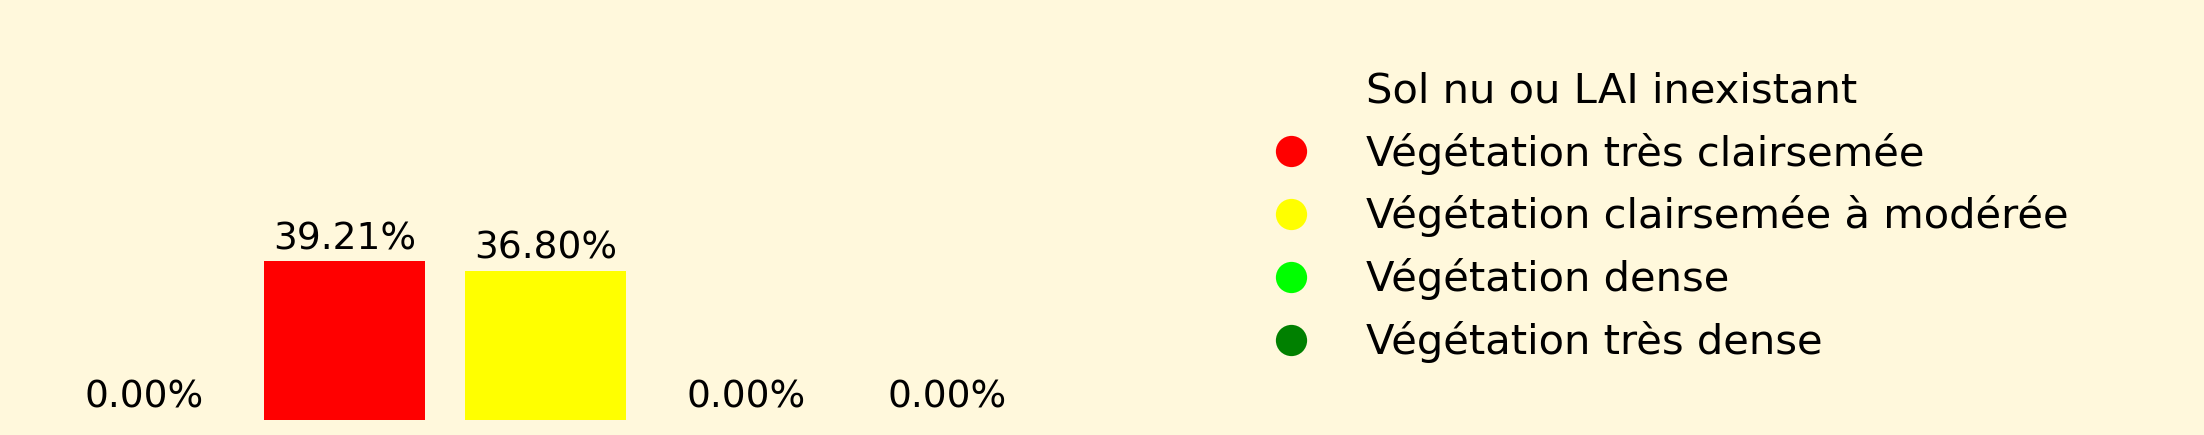 39.21%
36.80%
0.00%
0.00%
0.00%
Sol nu ou LAI inexistant
Végétation très clairsemée
Végétation clairsemée à modérée
Végétation dense
Végétation très dense